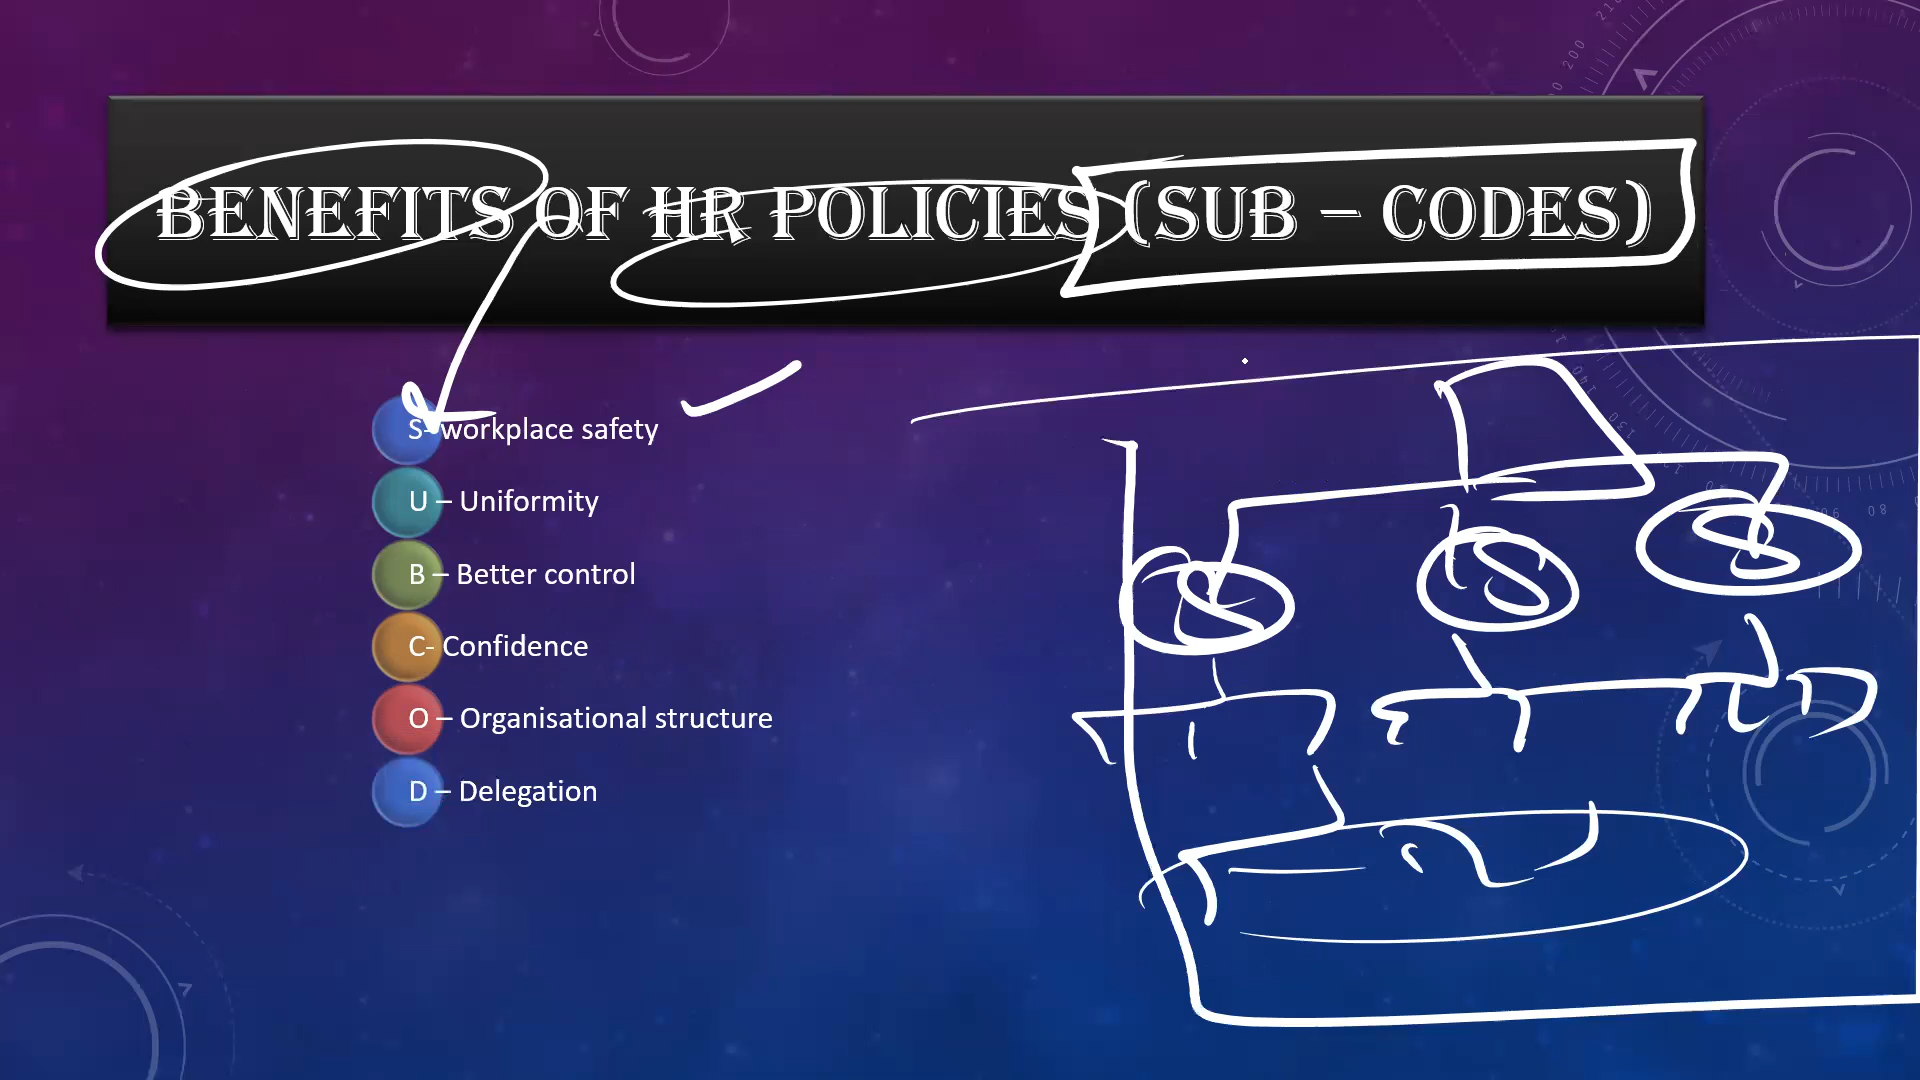 BENEFITS OF HR POLICIES (SUB – CODES)
S- workplace safety
U – Uniformity
B – Better control
C- Confidence
O – Organisational structure
D – Delegation
S S S